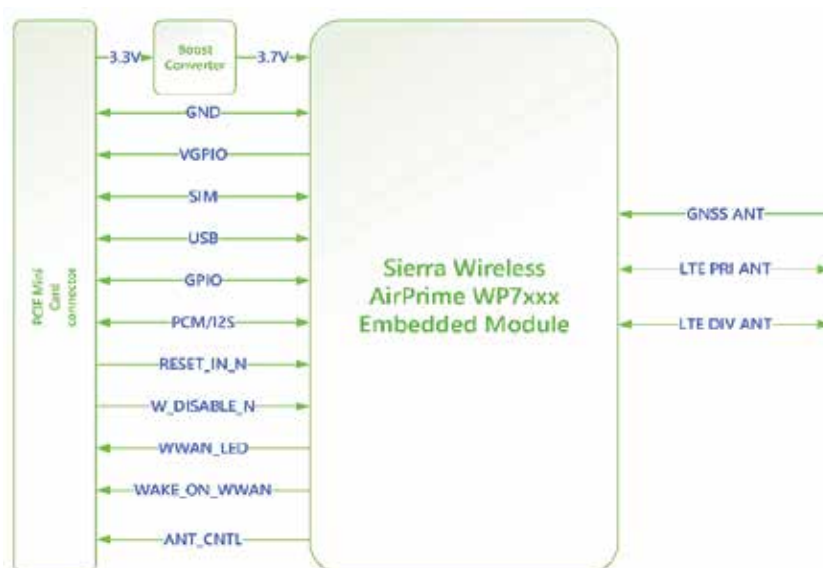 3.3V
Boost
Converter
3.7V
GND
VGPIO
SIM
USB
GPIO
PCM/I2S
RESET_IN_N
W_DISABLE_N
WWAN_LED
WAKE_ON_WWAN
ANT_CNTL
PCIE Mini
Card
connector
Sierra Wireless
AirPrime WP7xxx
Embedded Module
GNSS ANT
LTE PRI ANT
LTE DIV ANT